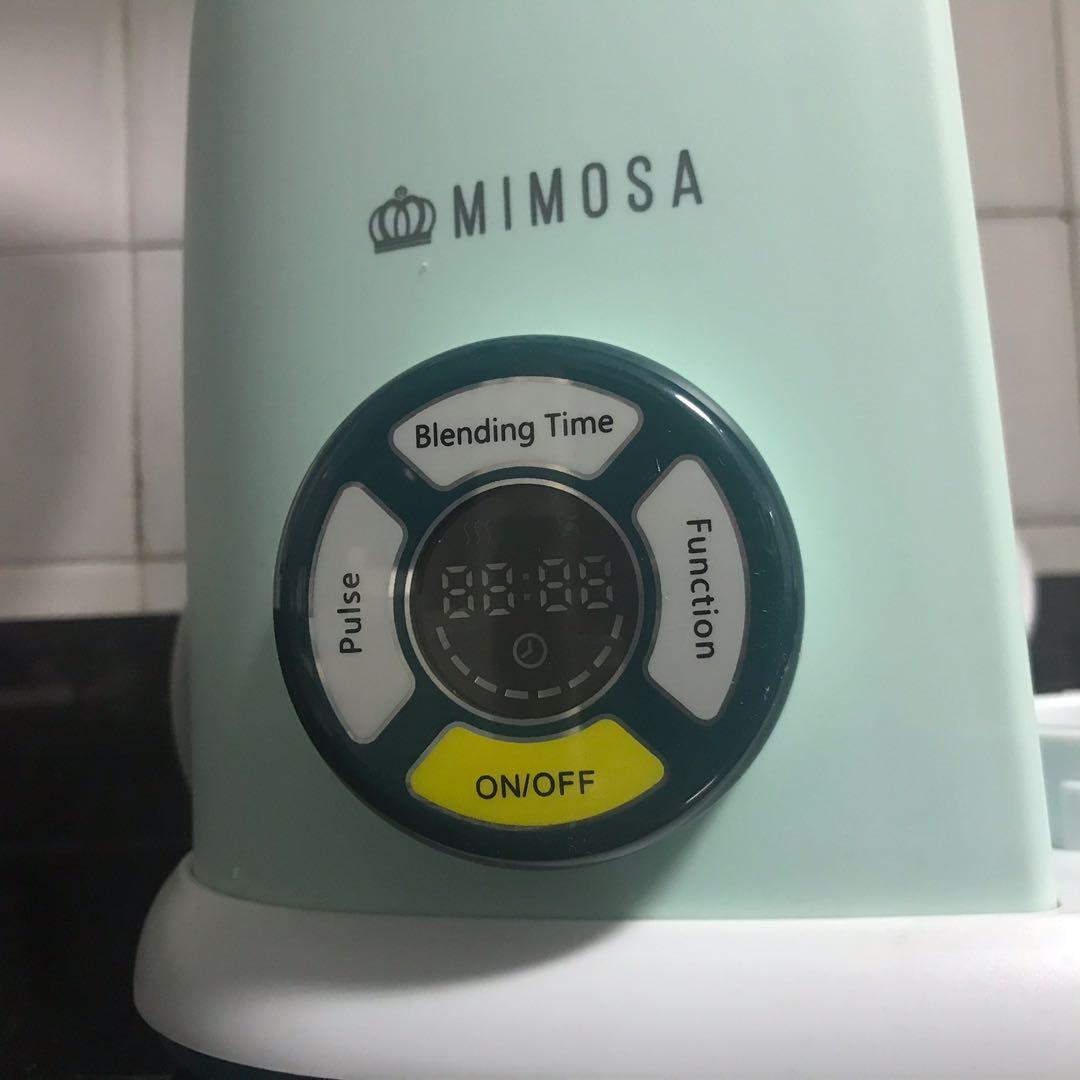 MIMOSA
Blending Time
Pulse
Function
88:88
ON/OFF